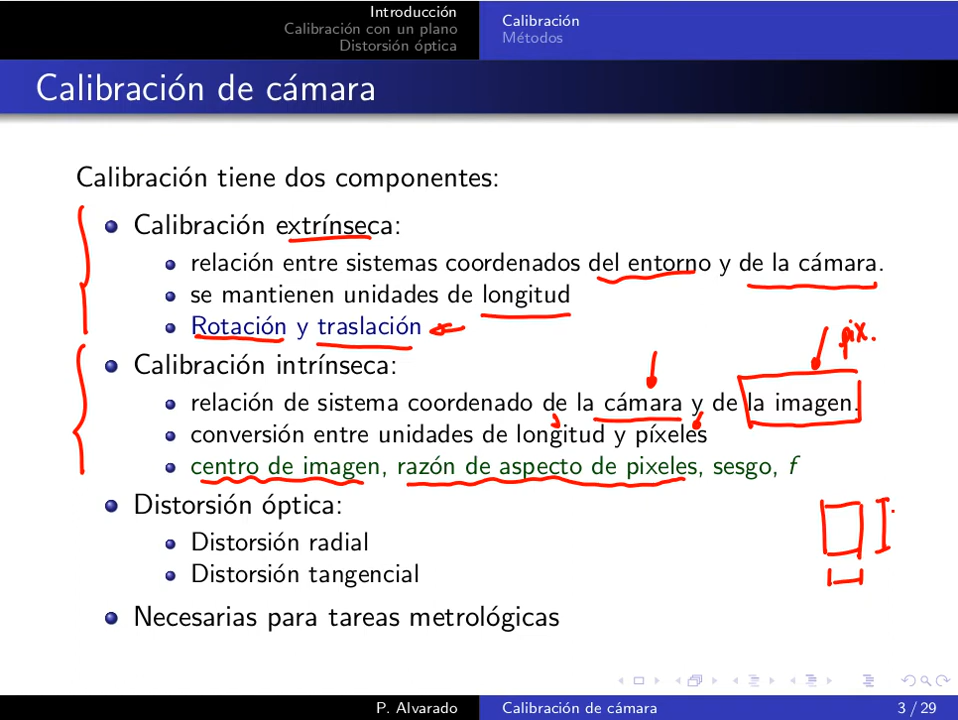 Introducción
Calibración con un plano
Distorsión óptica
Calibración
Métodos
Calibración de cámara
Calibración tiene dos componentes:
Calibración extrínseca:
relación entre sistemas coordenados del entorno y de la cámara.
se mantienen unidades de longitud
Rotación y traslación
pix.
Calibración intrínseca:
relación de sistema coordenado de la cámara y de la imagen.
conversión entre unidades de longitud y píxeles
centro de imagen, razón de aspecto de pixeles, sesgo, f
Distorsión óptica:
Distorsión radial
Distorsión tangencial
Necesarias para tareas metrológicas
P. Alvarado
Calibración de cámara
3 / 29